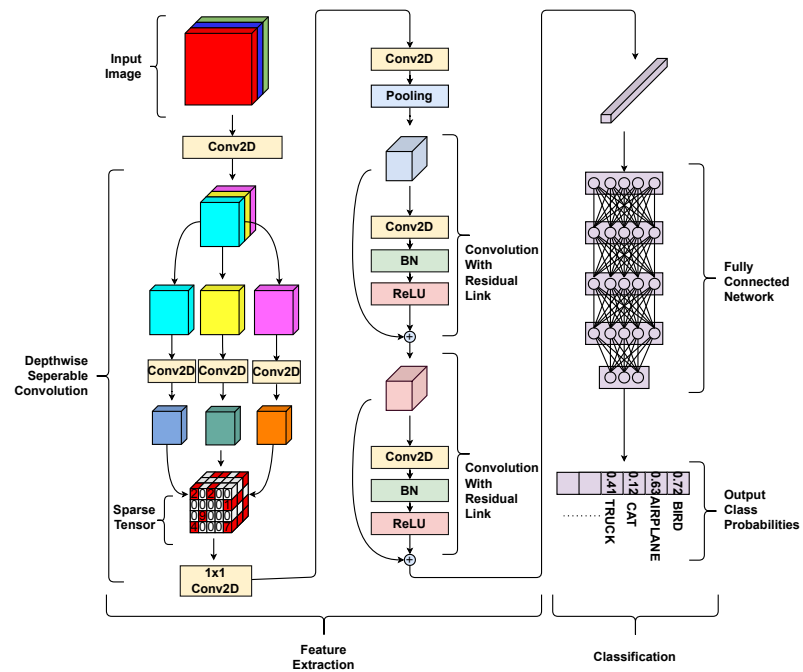 Input
Image
Conv2D
Depthwise
Seperable
Convolution
Conv2D
Conv2D
Conv2D
Sparse
Tensor
1x1
Conv2D
Conv2D
Pooling
Conv2D
BN
ReLU
Convolution
With
Residual
Link
+
Conv2D
BN
ReLU
Convolution
With
Residual
Link
+
Feature
Extraction
Fully
Connected
Network
0.41 TRUCK
0.12 CAT
0.63 AIRPLANE
0.72 BIRD
..........
Output
Class
Probabilities
Classification